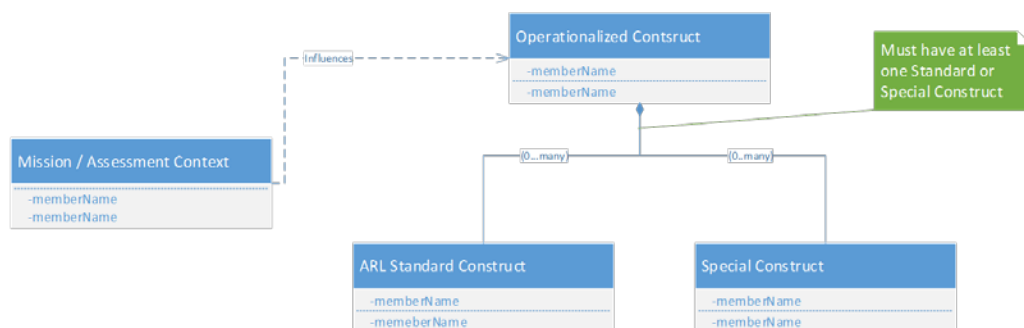 Operationalized Contsruct
-memberName
-memberName
Influences
Must have at least
one Standard or
Special Construct
Mission / Assessment Context
-memberName
-memberName
(0...many)
(0..many)
ARL Standard Construct
-memberName
-memeberName
Special Construct
-memberName
-memberName